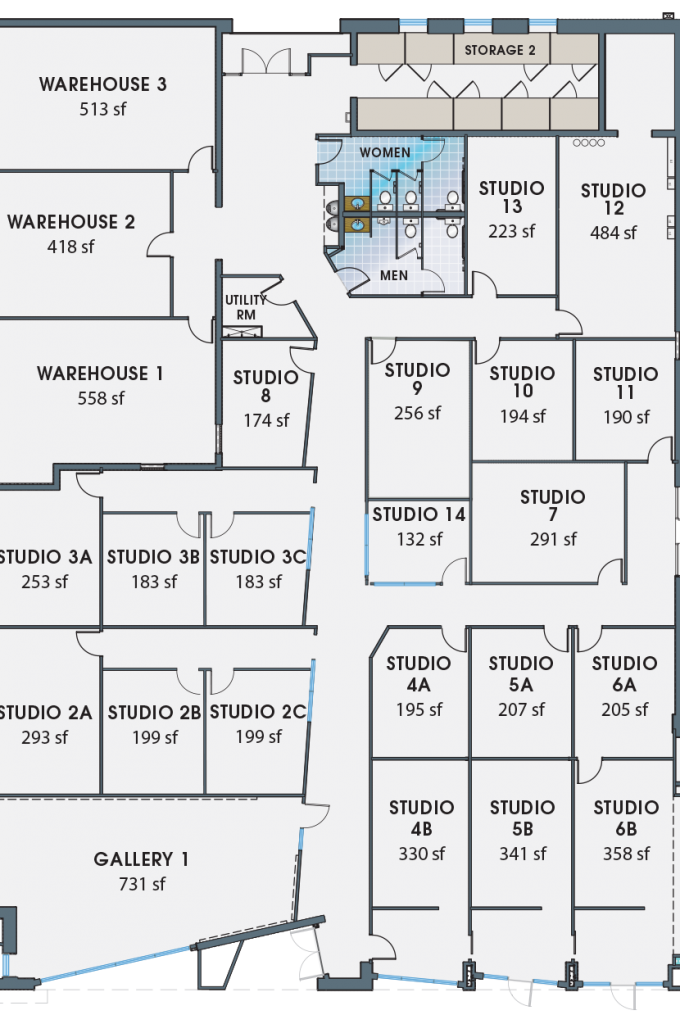 STORAGE 2
WAREHOUSE 3
513 sf
WOMEN
STUDIO
13
223 sf
STUDIO
12
484 sf
WAREHOUSE 2
418 sf
MEN
UTILITY
RM
WAREHOUSE 1
558 sf
STUDIO
8
174 sf
STUDIO
9
256 sf
STUDIO
10
194 sf
STUDIO
11
190 sf
STUDIO 14
132 sf
STUDIO
7
291 sf
STUDIO 3A
253 sf
STUDIO 3B
183 sf
STUDIO 3C
183 sf
STUDIO
4A
195 sf
STUDIO
5A
207 sf
STUDIO
6A
205 sf
STUDIO 2A
293 sf
STUDIO 2B
199 sf
STUDIO 2C
199 sf
STUDIO
4B
330 sf
STUDIO
5B
341 sf
STUDIO
6B
358 sf
GALLERY 1
731 sf